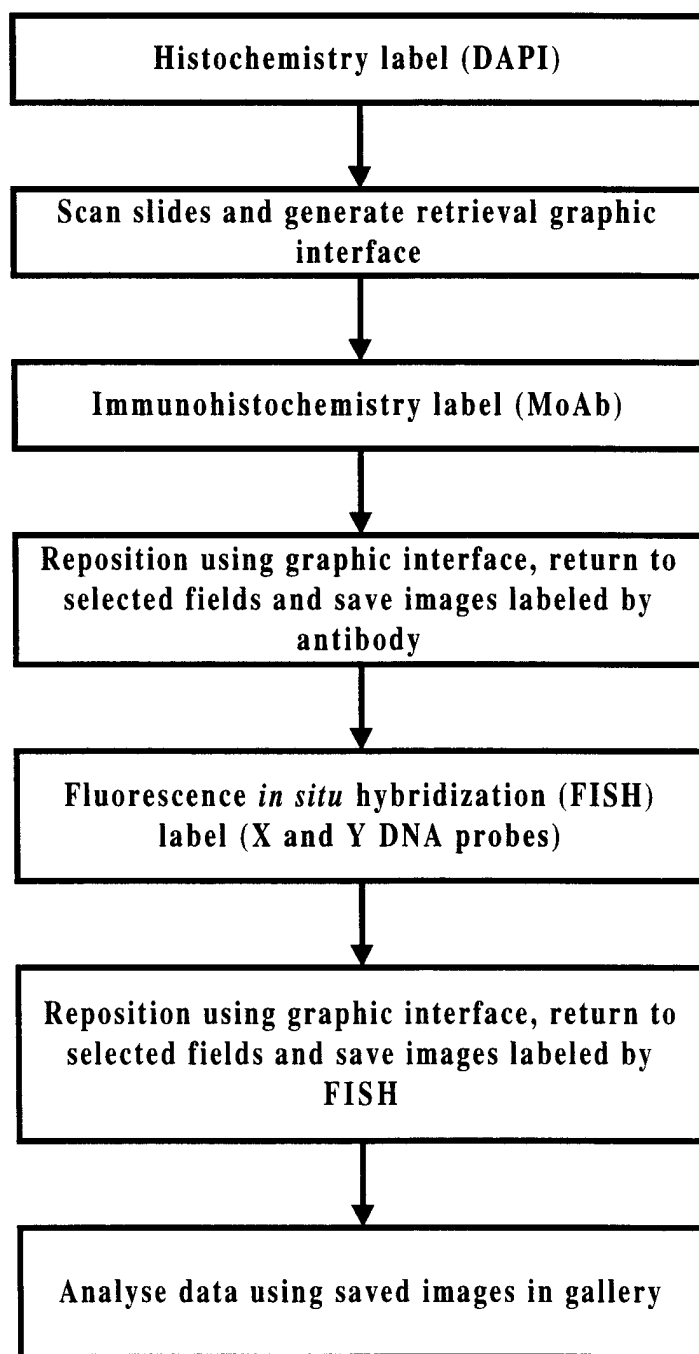 Histochemistry label (DAPI)
Scan slides and generate retrieval graphic
interface
Immunohistochemistry label (MoAb)
Reposition using graphic interface, return to
selected fields and save images labeled by
antibody
Fluorescence in situ hybridization (FISH)
label (X and Y DNA probes)
Reposition using graphic interface, return to
selected fields and save images labeled by
FISH
Analyse data using saved images in gallery